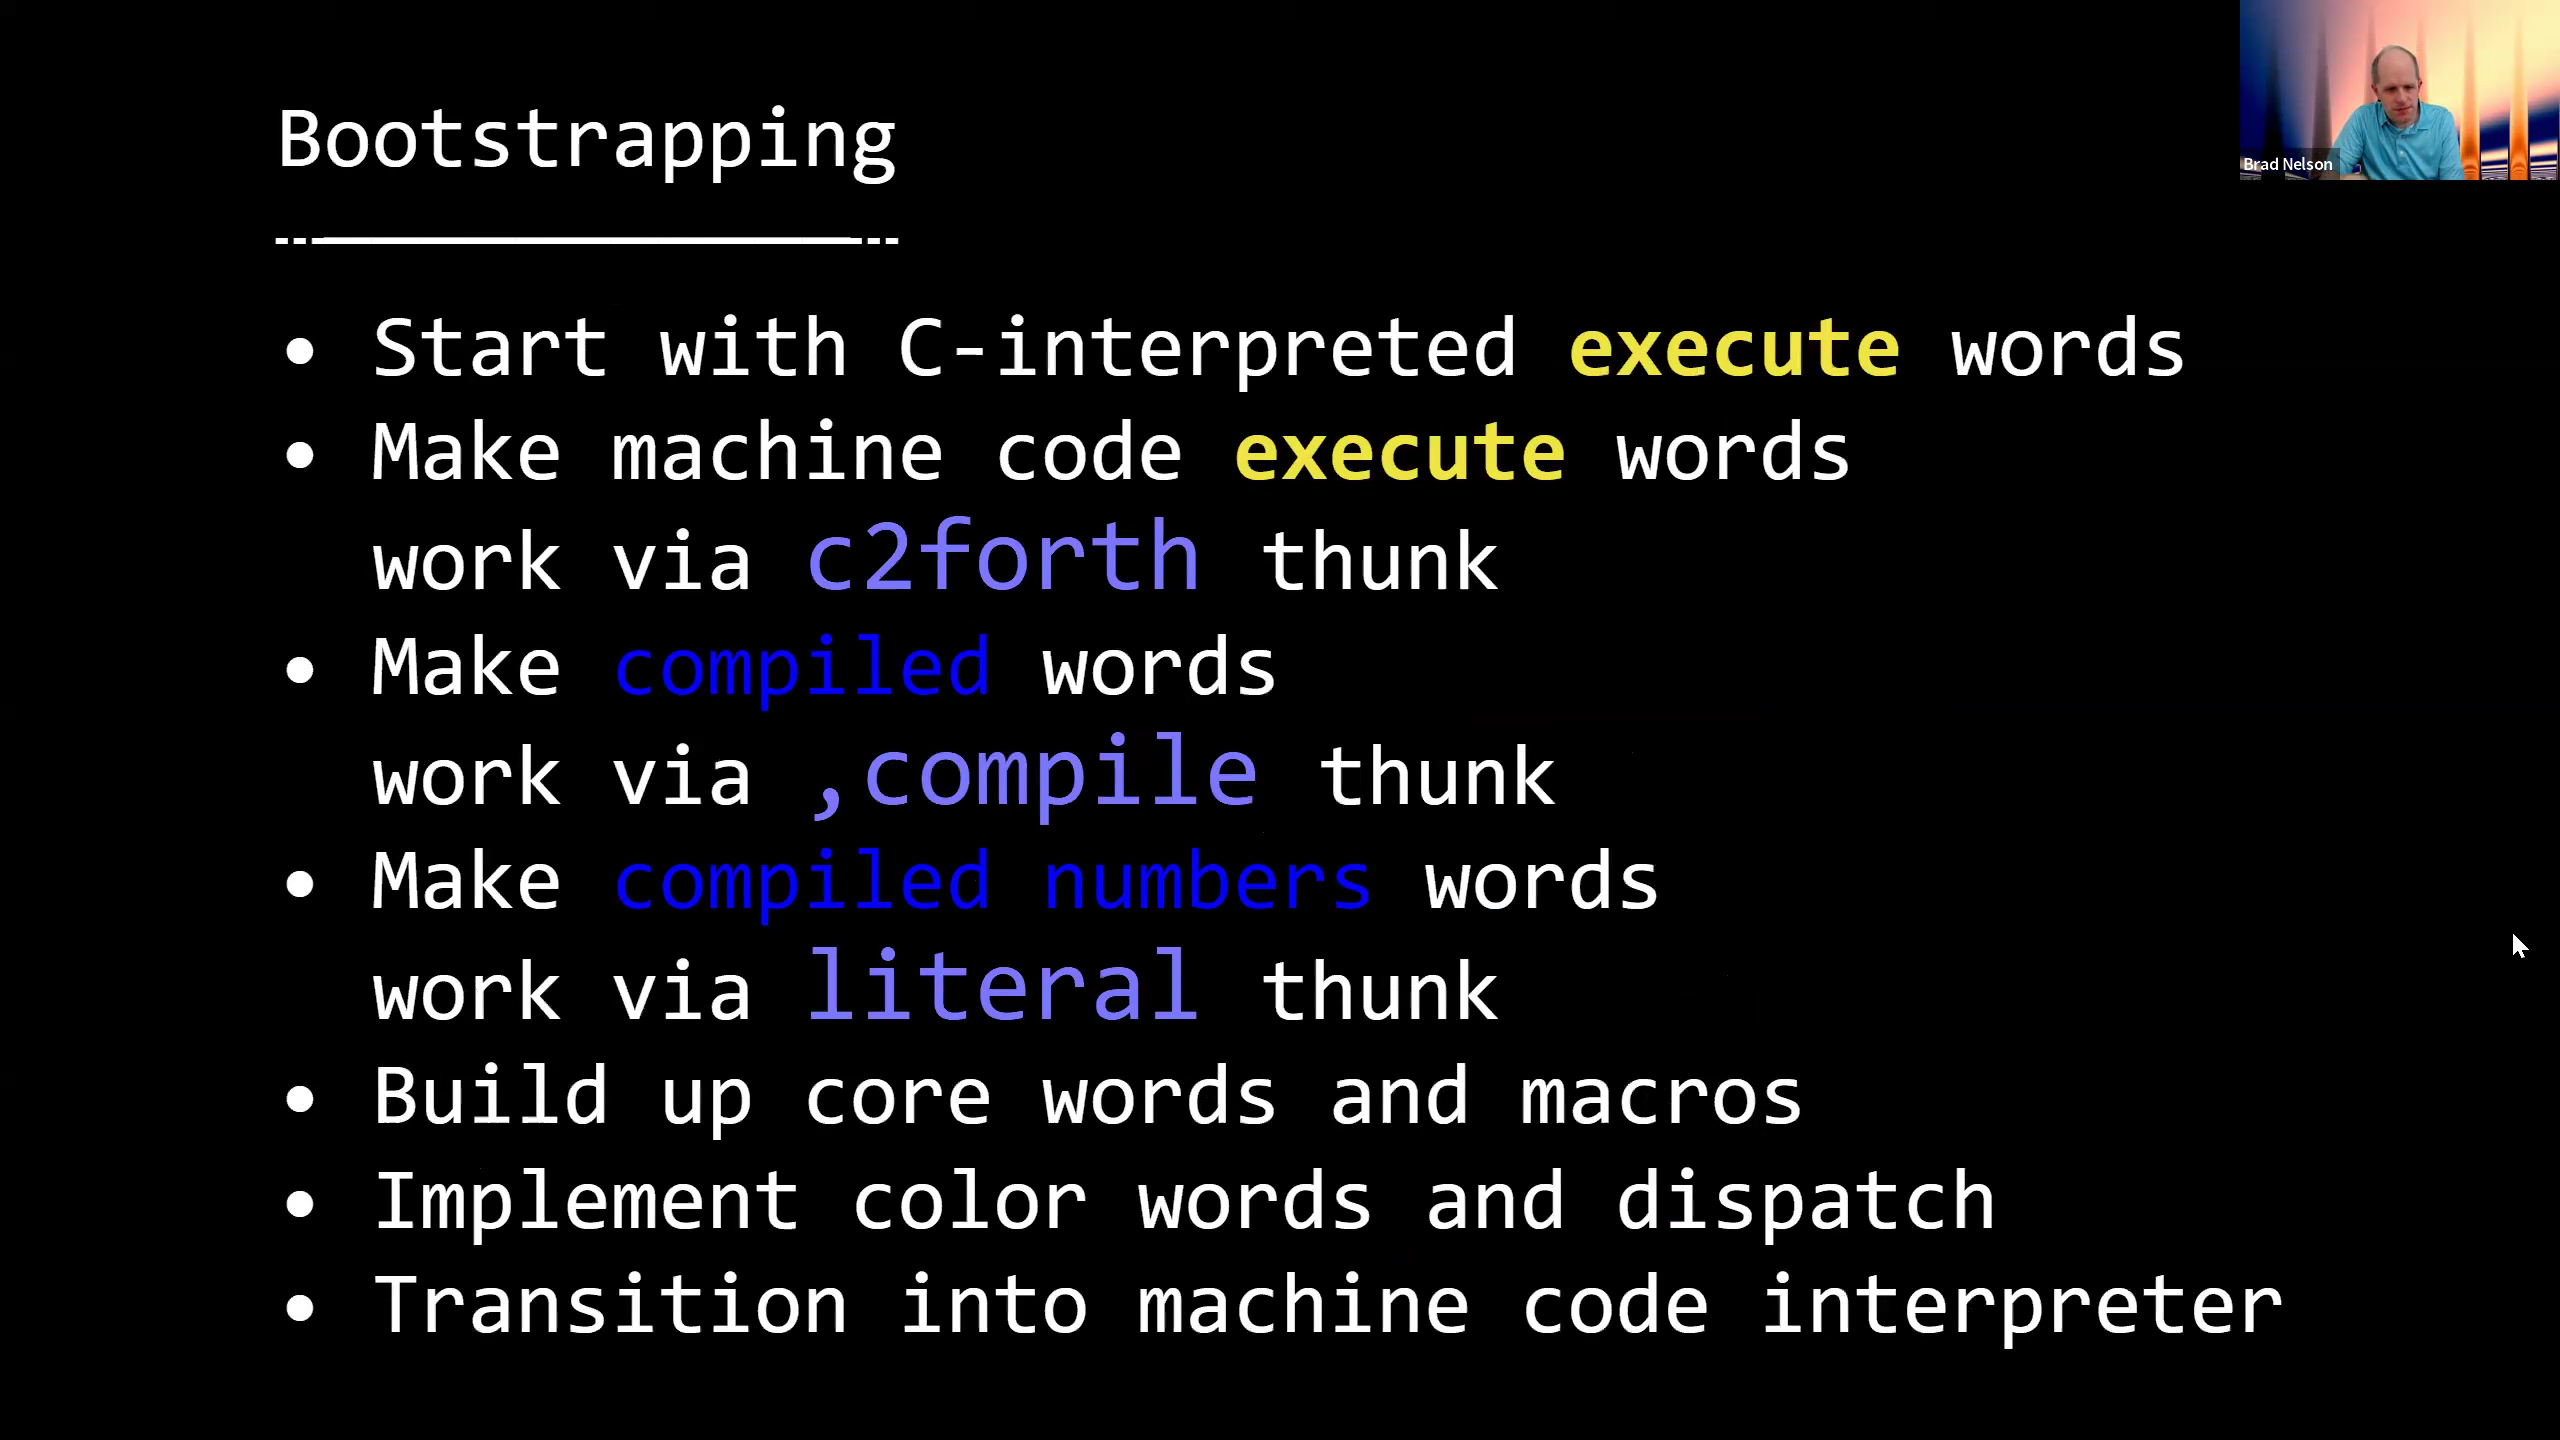 Bootstrapping
• Start with C-interpreted execute words
• Make machine code execute words
work via c2forth thunk
• Make compiled words
work via ,compile thunk
• Make compiled numbers words
work via literal thunk
• Build up core words and macros
• Implement color words and dispatch
• Transition into machine code interpreter
Brad Nelson